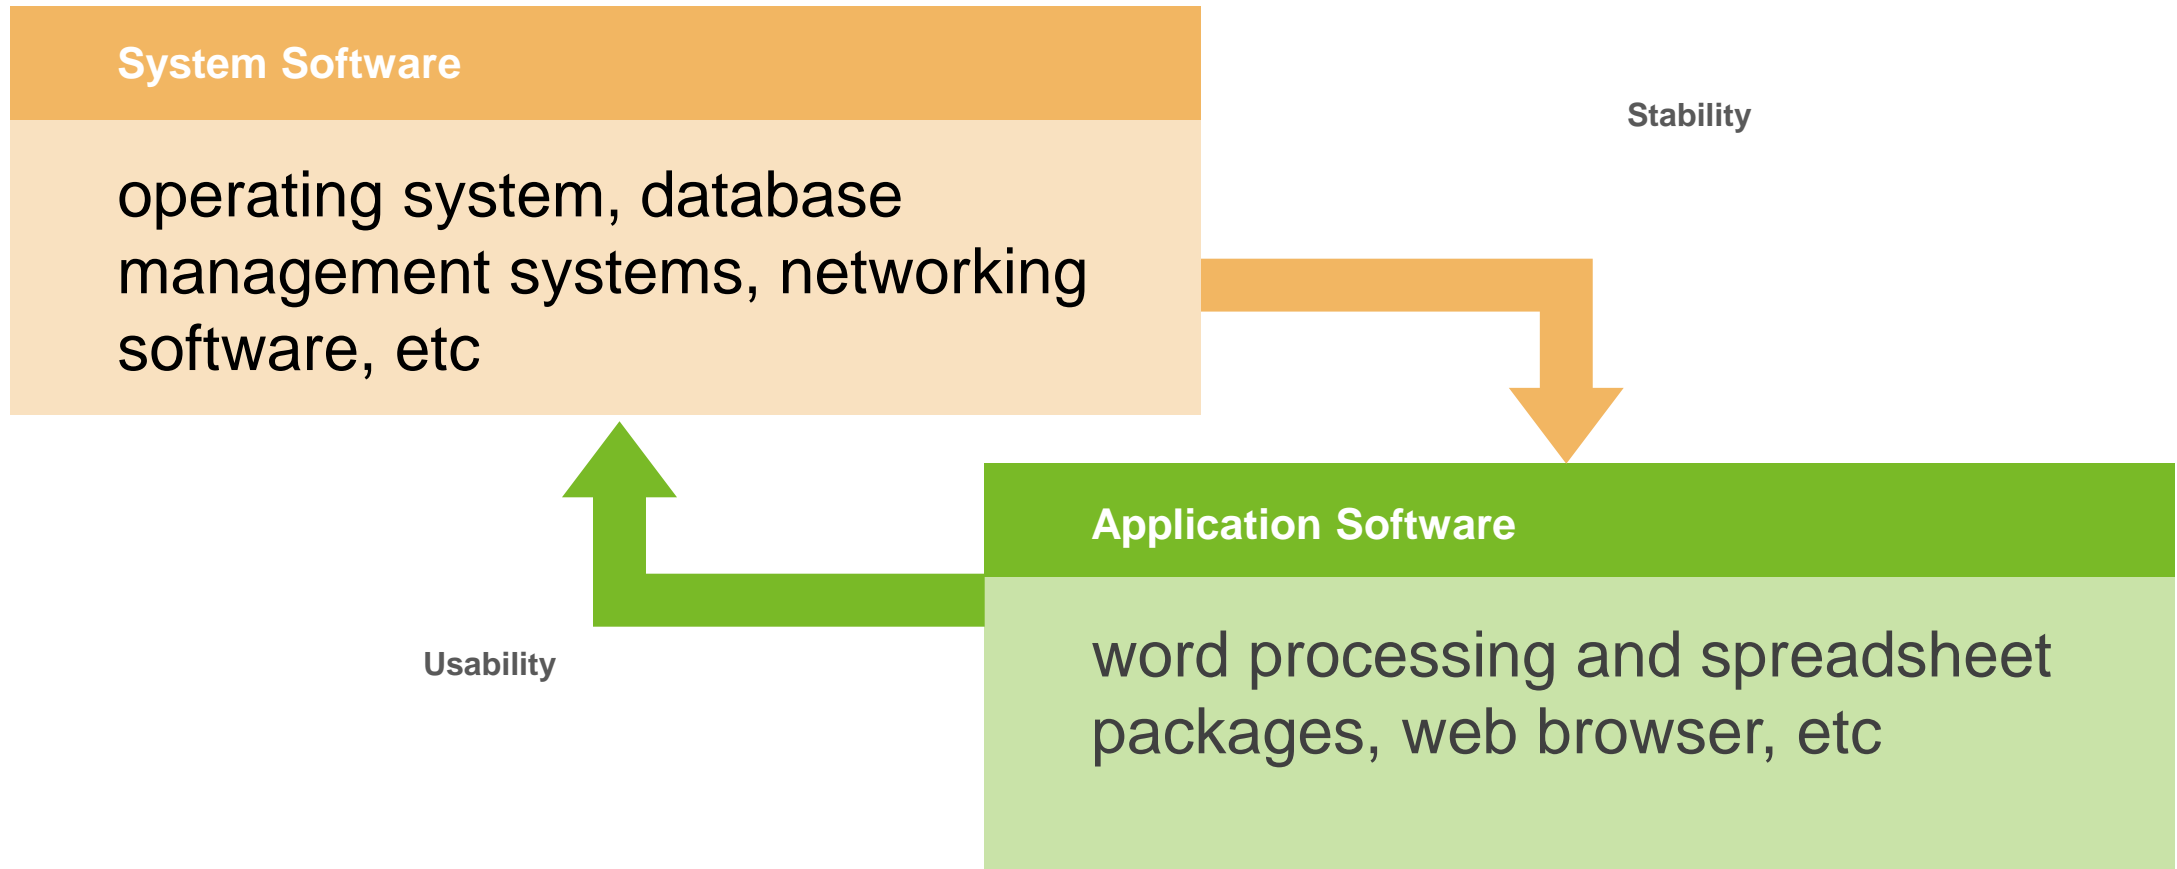 System Software
Stability
operating system, database
management systems, networking
software, etc
Application Software
Usability
word processing and spreadsheet
packages, web browser, etc